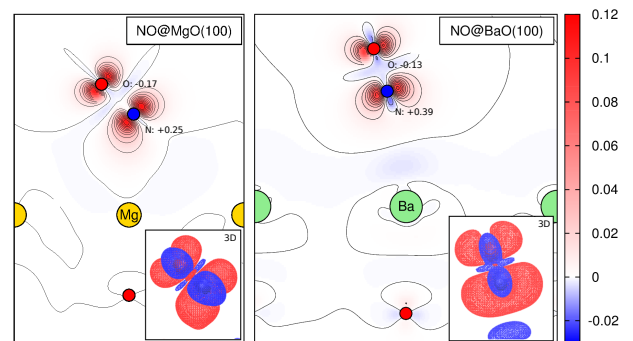 NO@MgO(100)
O: -0.17
N: +0.25
Mg
3D
NO@BaO(100)
O: -0.13
N: +0.39
Ba
3D
0.12
0.1
0.08
0.06
0.04
0.02
0
-0.02